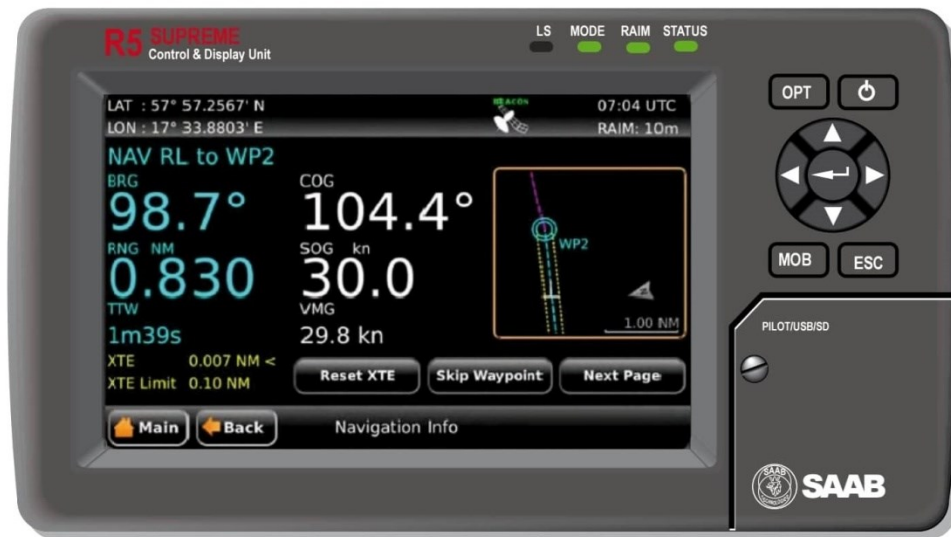 R5 SUPREME
Control & Display Unit
LS MODE RAIM STATUS
OPT
LAT : 57° 57.2567' N
BEACON
07:04 UTC
LON : 17° 33.8803' E
RAIM: 10m
NAV RL to WP2
BRG
COG
98.7°
104.4°
WP2
RNG NM
SOG kn
0.830
30.0
MOB
ESC
TTW
VMG
1.00 NM
1m39s
29.8 kn
PILOT/USB/SD
XTE 0.007 NM <
XTE Limit 0.10 NM
Reset XTE
Skip Waypoint
Next Page
Main
Back
Navigation Info
SAAB
SAAB